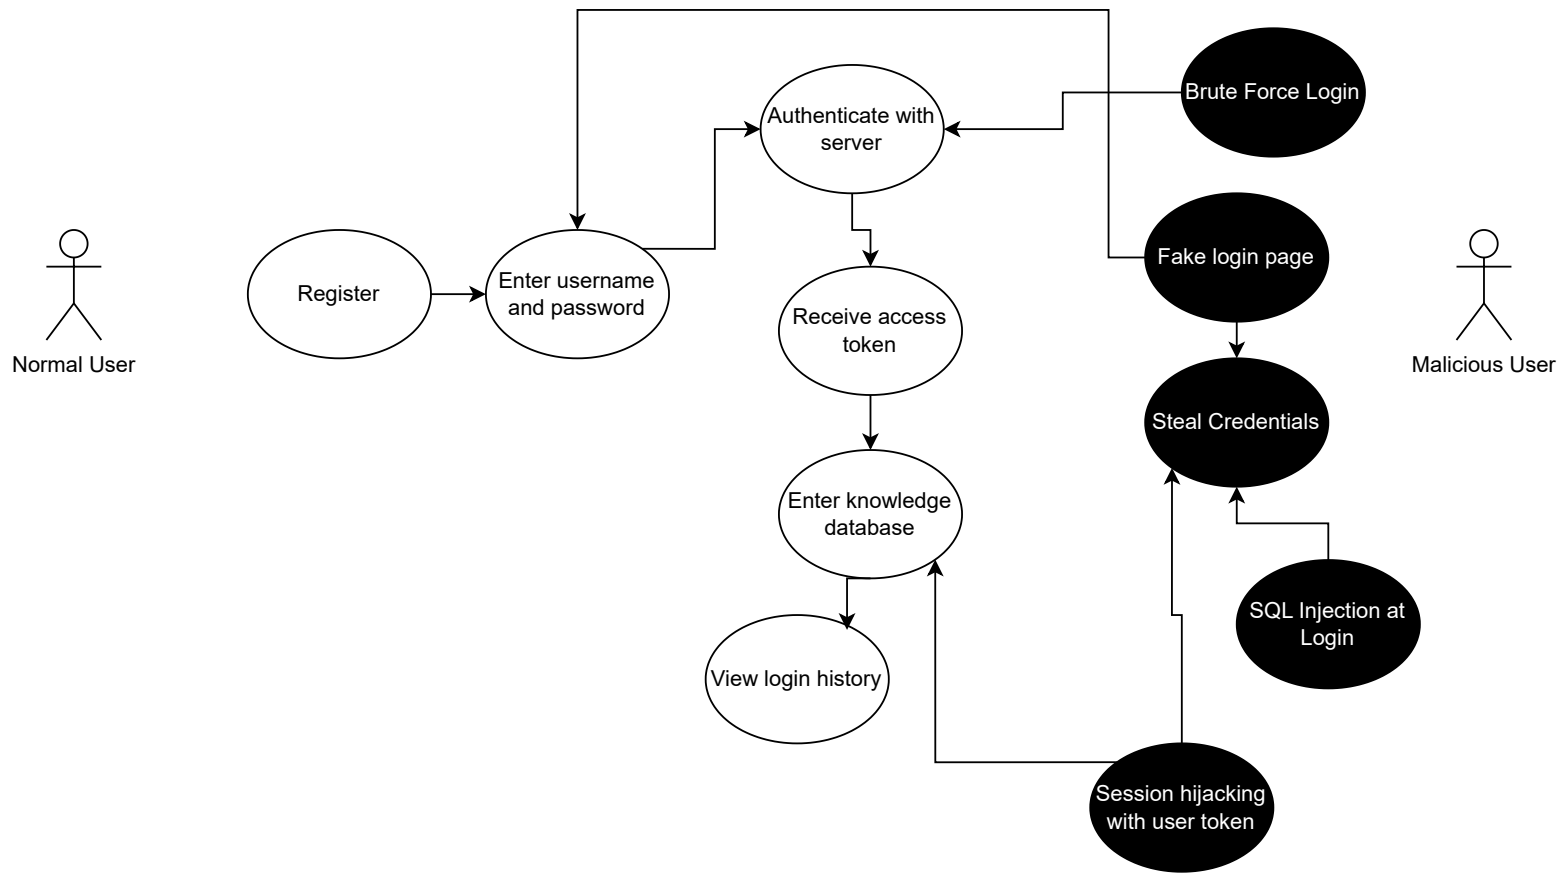 Brute Force Login
Authenticate with
server
Fake login page
Normal User
Register
Enter username
and password
Receive access
token
Malicious User
Steal Credentials
Enter knowledge
database
SQL Injection at
Login
View login history
Session hijacking
with user token